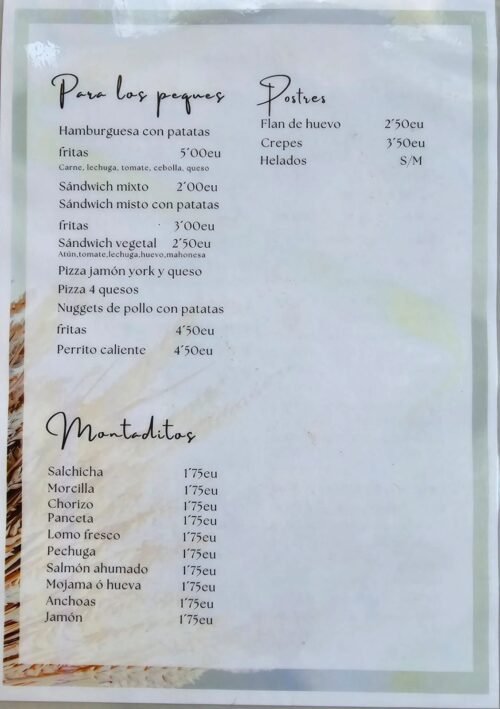 Para los peques
Hamburguesa con patatas
fritas 5´00eu
Carne, lechuga, tomate, cebolla, queso
Sándwich mixto 2´00eu
Sándwich misto con patatas
fritas 3´00eu
Sándwich vegetal 2´50eu
Atún,tomate,lechuga,huevo,mahonesa
Pizza jamón york y queso
Pizza 4 quesos
Nuggets de pollo con patatas
fritas 4´50eu
Perrito caliente 4´50eu
Postres
Flan de huevo 2´50eu
Crepes 3´50eu
Helados S/M
Montaditos
Salchicha 1´75eu
Morcilla 1´75eu
Chorizo 1´75eu
Panceta 1´75eu
Lomo fresco 1´75eu
Pechuga 1´75eu
Salmón ahumado 1´75eu
Mojama ó hueva 1´75eu
Anchoas 1´75eu
Jamón 1´75eu